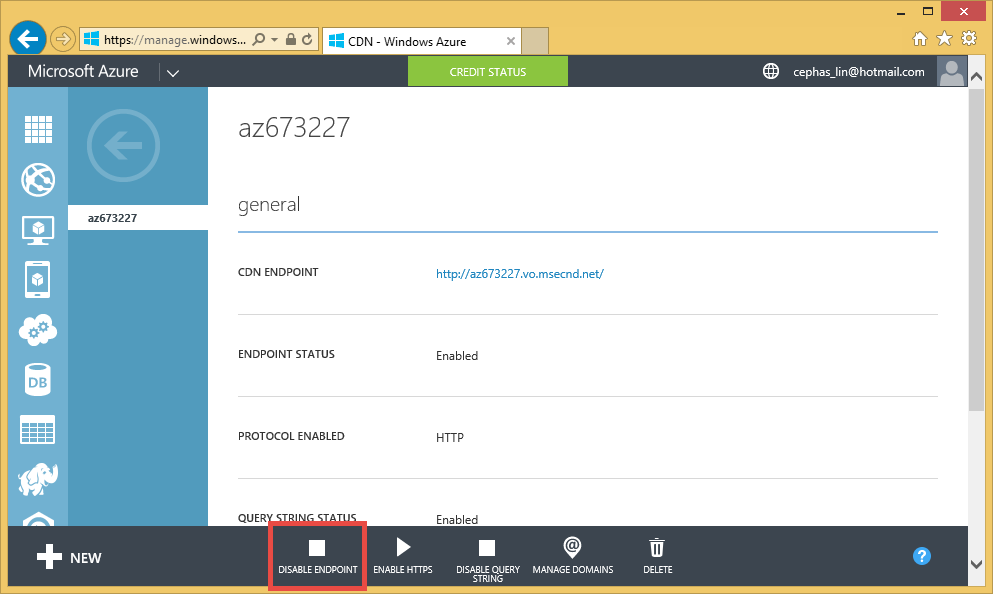 https://manage.windows...
CDN - Windows Azure
Microsoft Azure
CREDIT STATUS
cephas_lin@hotmail.com
az673227
az673227
general
CDN ENDPOINT
http://az673227.vo.msecnd.net/
ENDPOINT STATUS
Enabled
PROTOCOL ENABLED
HTTP
QUERY STRING STATUS
Enabled
DB
NEW
DISABLE ENDPOINT
ENABLE HTTPS
DISABLE QUERY
STRING
MANAGE DOMAINS
DELETE
?